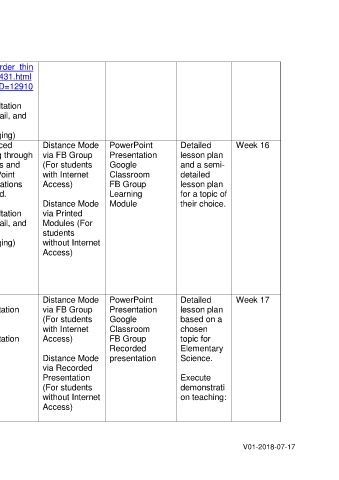 rder_thin
431.html
D=12910
tation
ail, and
ging)
ced
g through
s and
oint
ations
d.
tation
ail, and
ging)
Distance Mode
via FB Group
(For students
with Internet
Access)
Distance Mode
via Printed
Modules (For
students
without Internet
Access)
PowerPoint
Presentation
Google
Classroom
FB Group
Learning
Module
Detailed
lesson plan
and a semi-
detailed
lesson plan
for a topic of
their choice.
Week 16
tation
tation
Distance Mode
via FB Group
(For students
with Internet
Access)
Distance Mode
via Recorded
Presentation
(For students
without Internet
Access)
PowerPoint
Presentation
Google
Classroom
FB Group
Recorded
presentation
Detailed
lesson plan
based on a
chosen
topic for
Elementary
Science.
Execute
demonstrati
on teaching:
Week 17
V01-2018-07-17